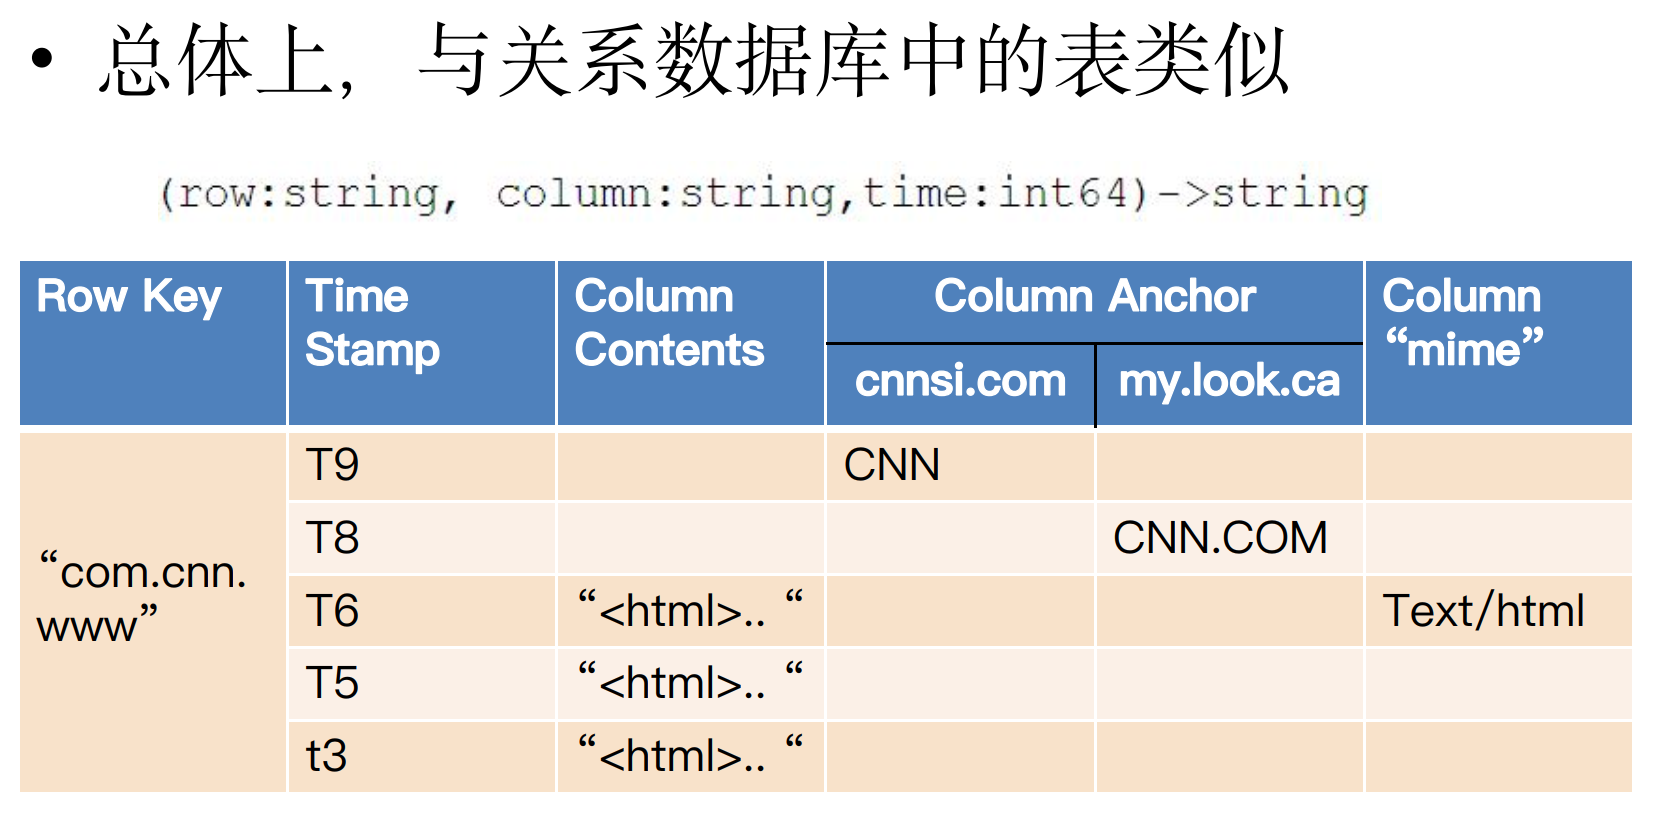 • 总体上，与关系数据库中的表类似
(row:string, column:string,time:int64)->string
Row Key
Time
Stamp
Column
Contents
Column Anchor
cnnsi.com
my.look.ca
Column
“mime”
“com.cnn.
www”
T9
CNN
T8
CNN.COM
T6
“<html>.. “
Text/html
T5
“<html>.. “
t3
“<html>.. “